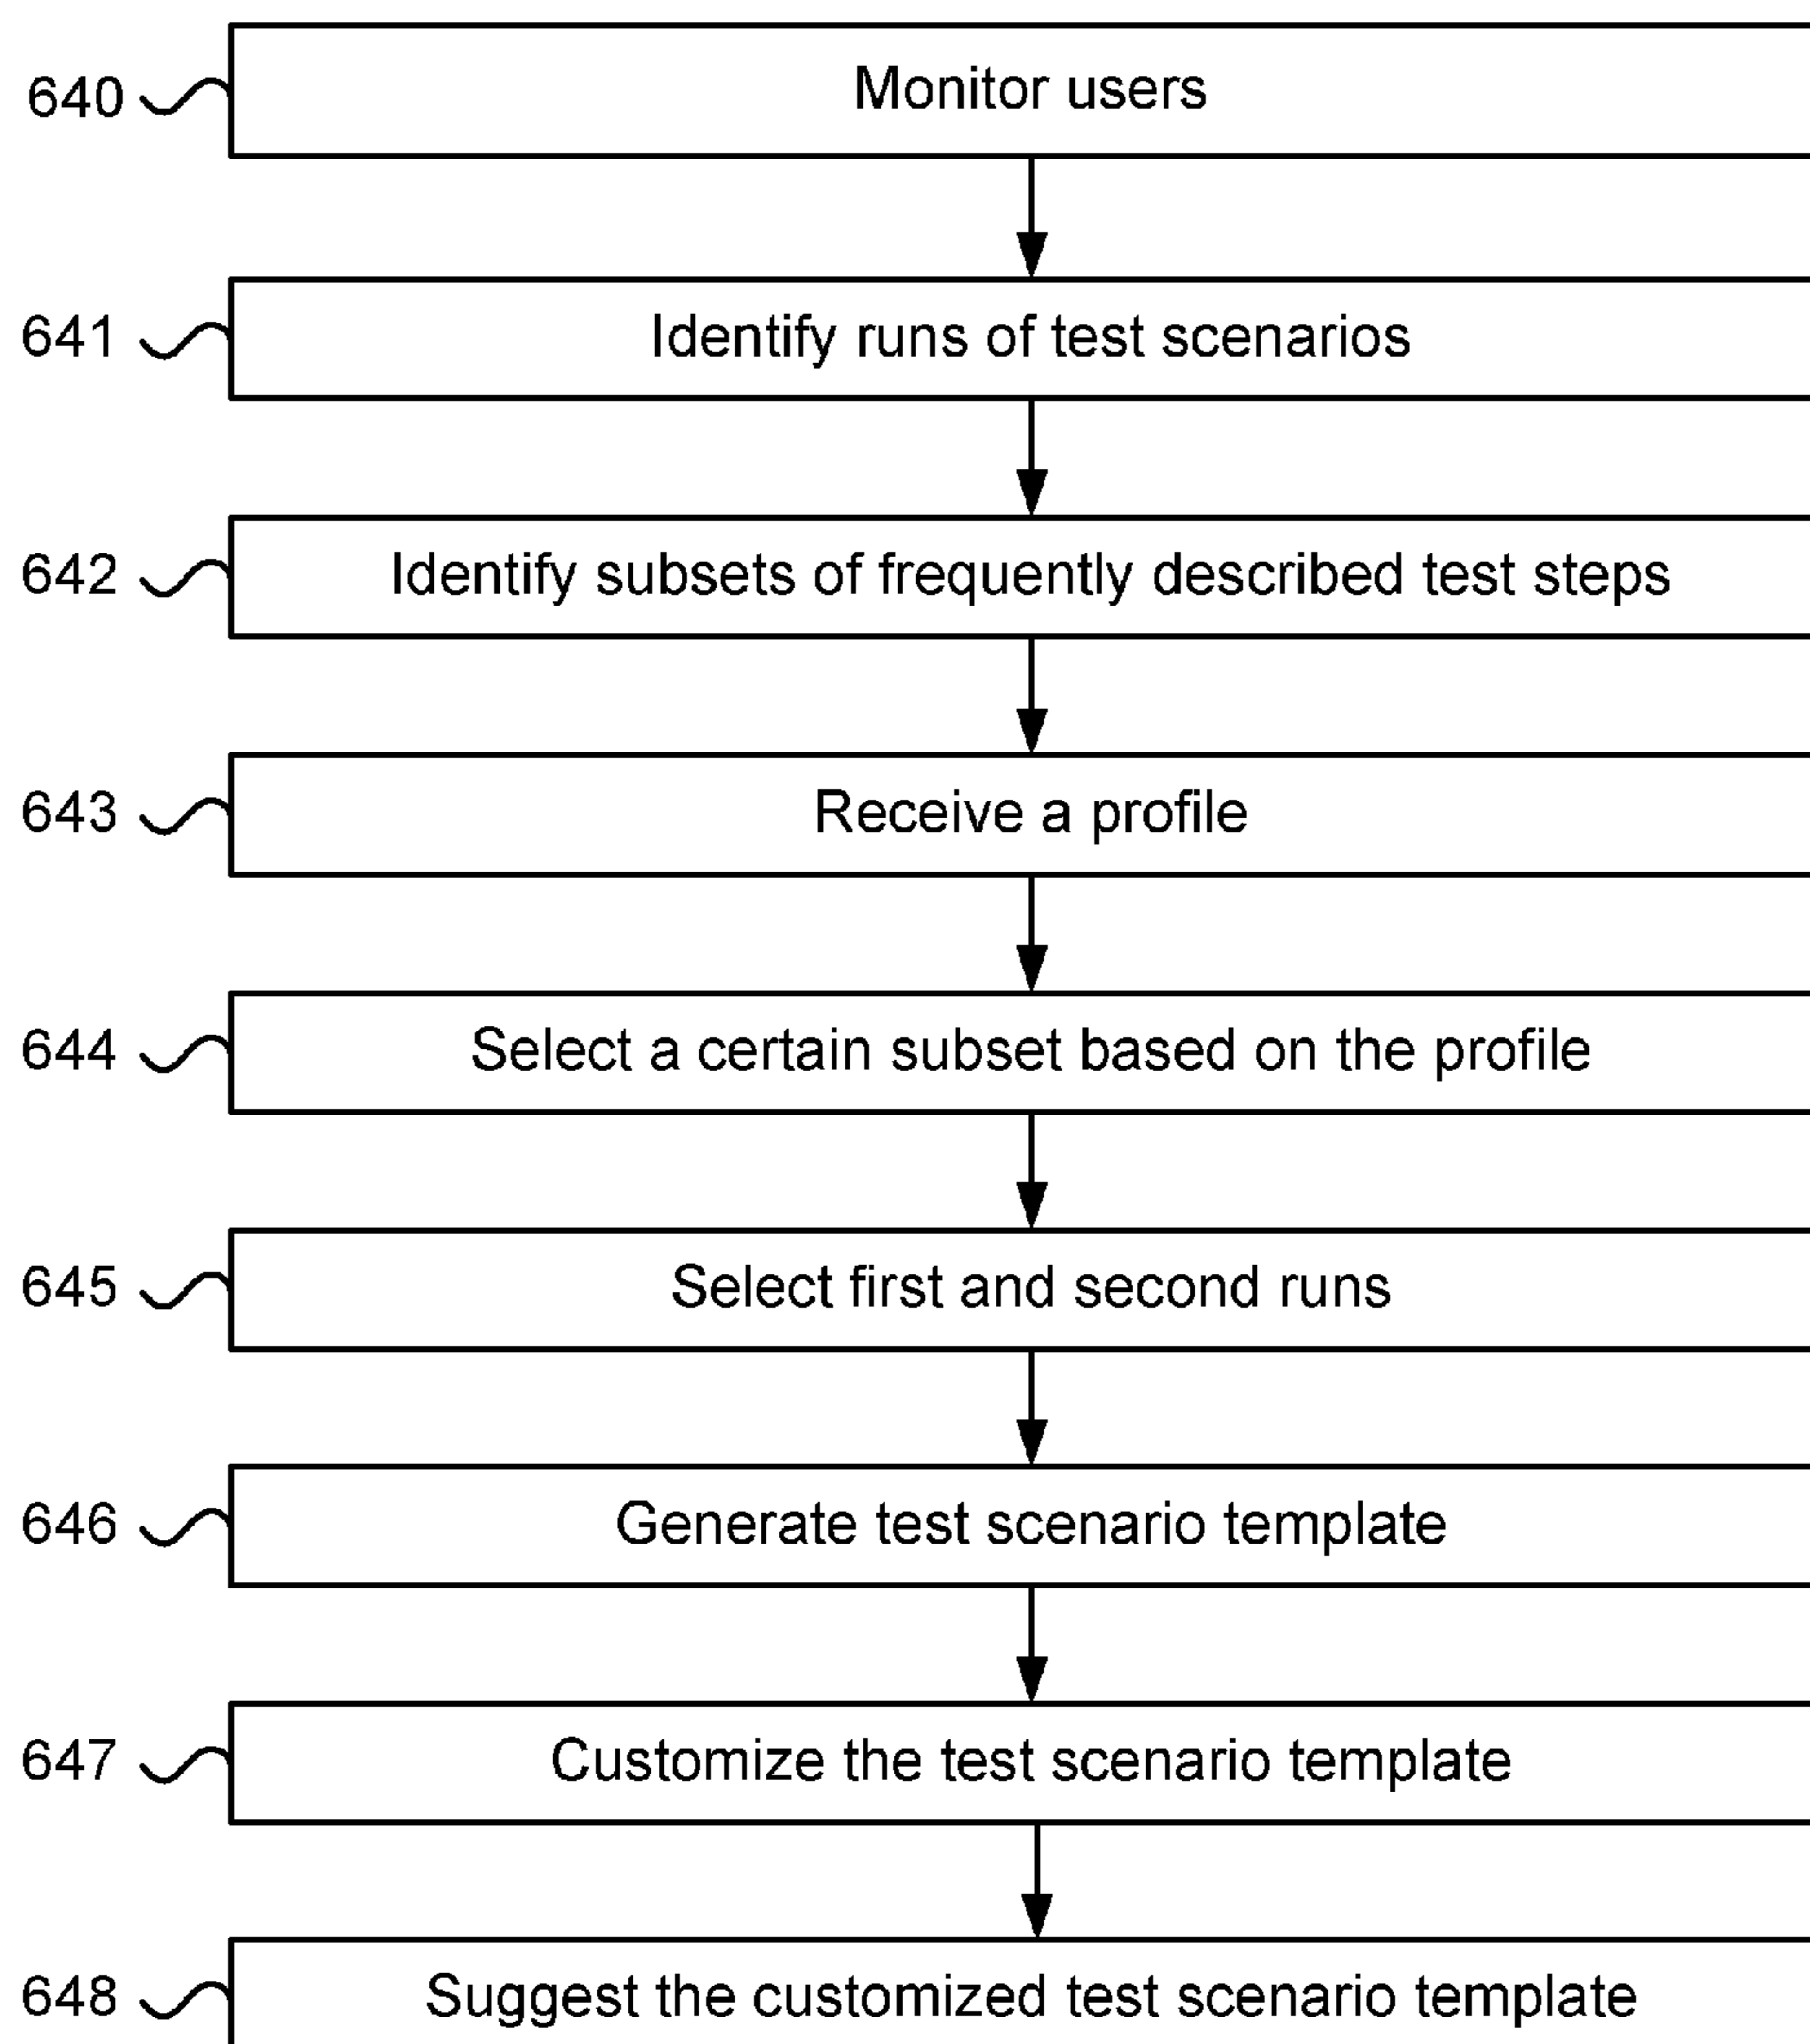 640 Monitor users
641 Identify runs of test scenarios
642 Identify subsets of frequently described test steps
643 Receive a profile
644 Select a certain subset based on the profile
645 Select first and second runs
646 Generate test scenario template
647 Customize the test scenario template
648 Suggest the customized test scenario template